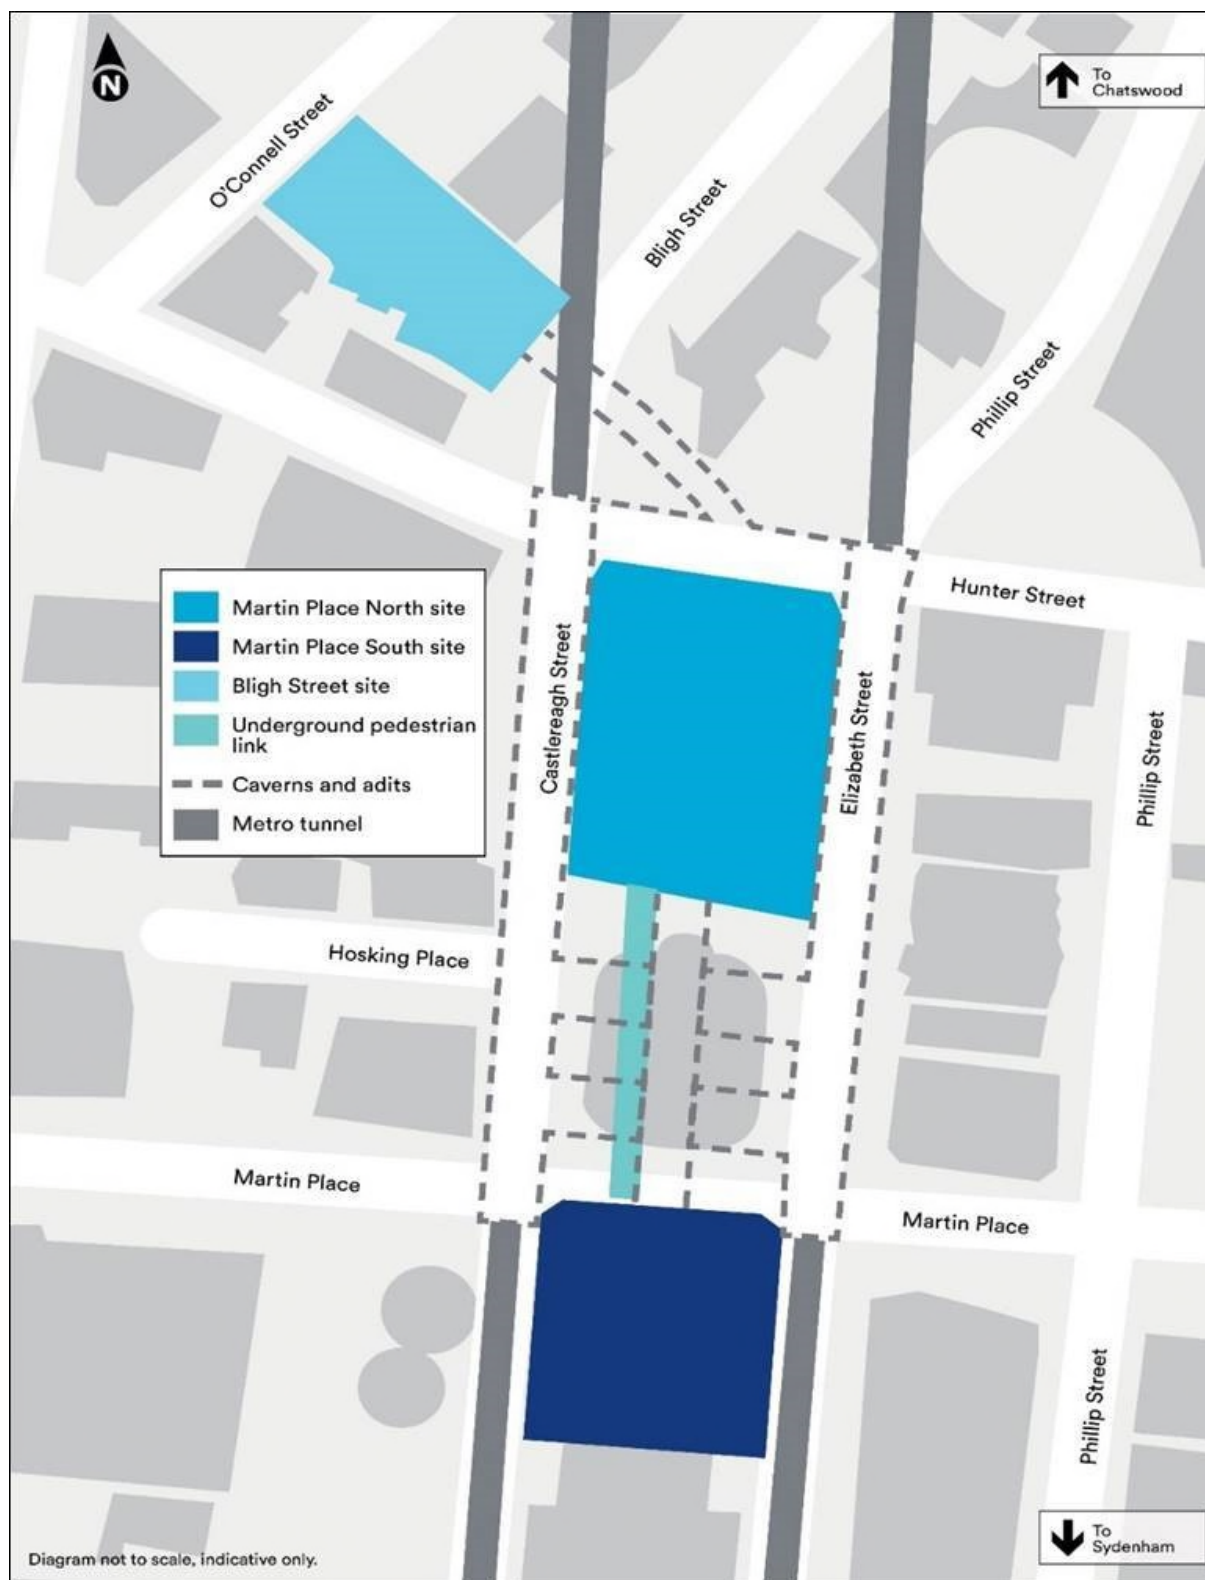 N
To
Chatswood
O'Connell Street
Bligh Street
Phillip Street
Hunter Street
Martin Place North site
Martin Place South site
Bligh Street site
Underground pedestrian
link
Caverns and adits
Metro tunnel
Castlereagh Street
Elizabeth Street
Phillip Street
Hosking Place
Martin Place
Martin Place
Phillip Street
To
Sydenham
Diagram not to scale, indicative only.